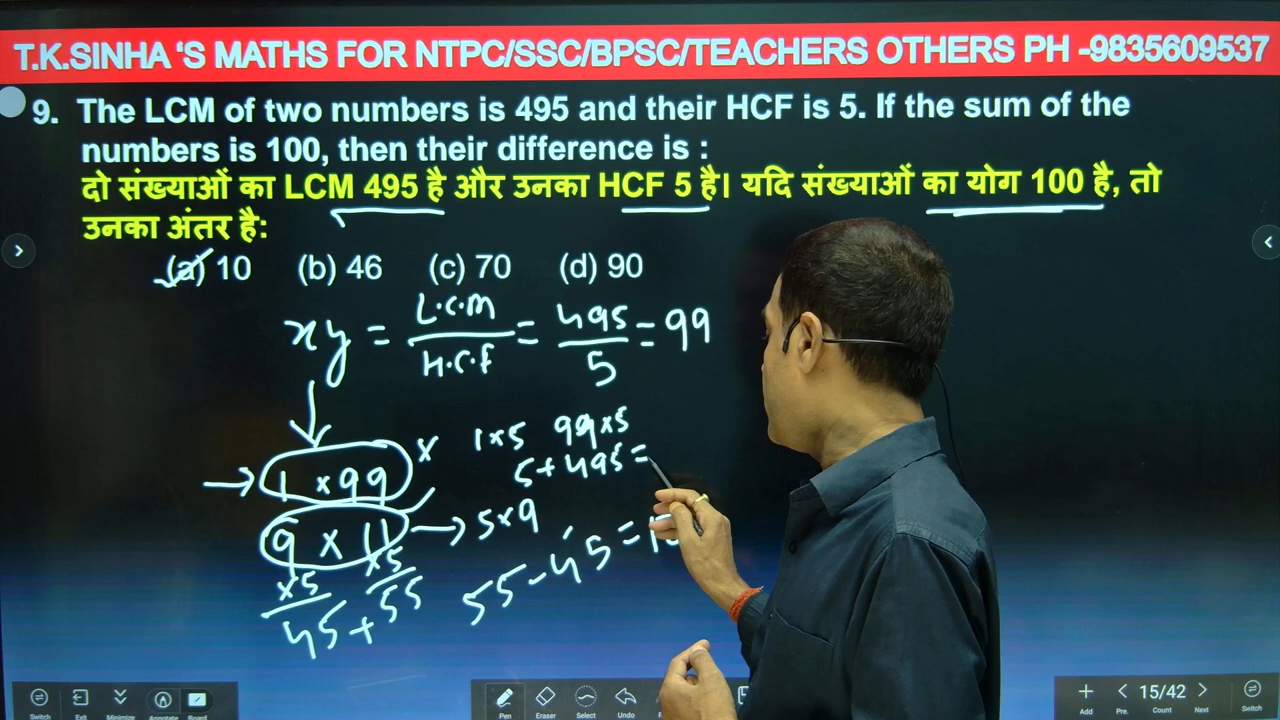 T.K.SINHA 'S MATHS FOR NTPC/SSC/BPSC/TEACHERS OTHERS PH -9835609537
9. The LCM of two numbers is 495 and their HCF is 5. If the sum of the
numbers is 100, then their difference is :
दो संख्याओं का LCM 495 है और उनका HCF 5 है। यदि संख्याओं का योग 100 है, तो
उनका अंतर है:
(a) 10 (b) 46 (c) 70 (d) 90
xy = L.C.M / H.C.F = 495 / 5 = 99
1 × 99 × 1×5 99×5
5 + 495 =
9 × 11 → 5×9
×5 ×5
45 + 55 55 - 45 =
Exit Minimize Annotate Board Pen Eraser Select Undo Add Pre. 15/42 Count Next Switch